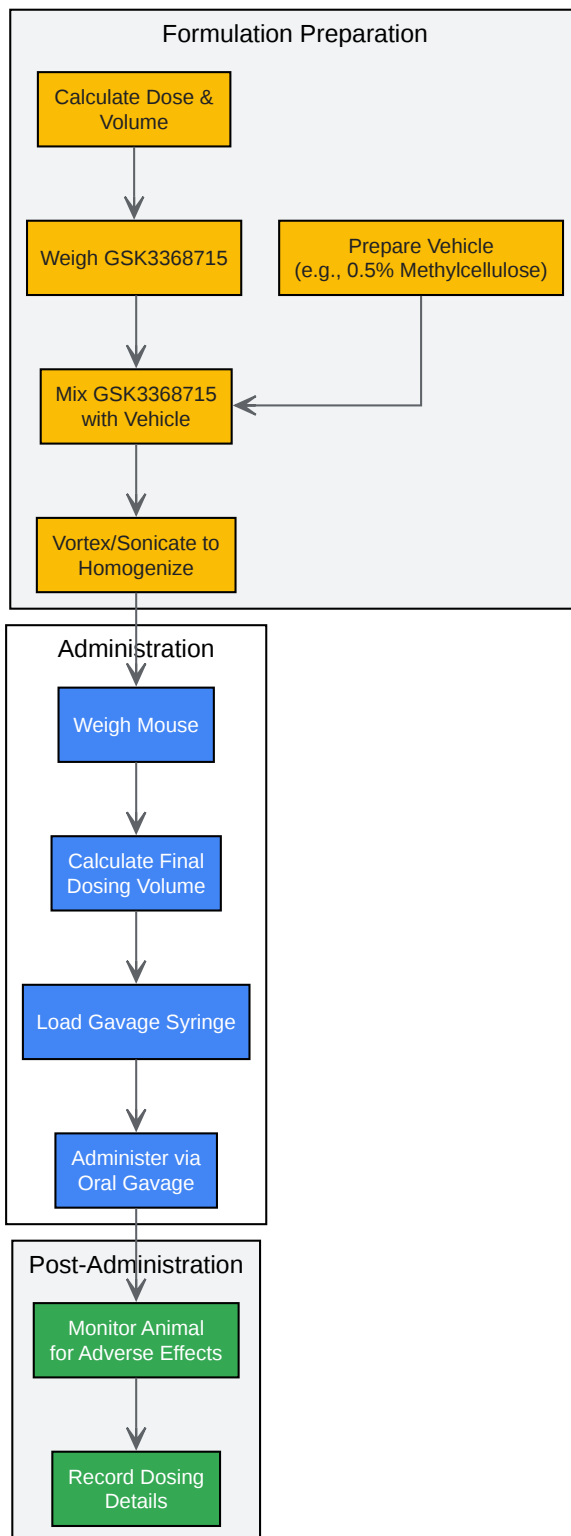 Formulation Preparation
Calculate Dose &
Volume
Weigh GSK3368715
Prepare Vehicle
(e.g., 0.5% Methylcellulose)
Mix GSK3368715
with Vehicle
Vortex/Sonicate to
Homogenize
Administration
Weigh Mouse
Calculate Final
Dosing Volume
Load Gavage Syringe
Administer via
Oral Gavage
Post-Administration
Monitor Animal
for Adverse Effects
Record Dosing
Details